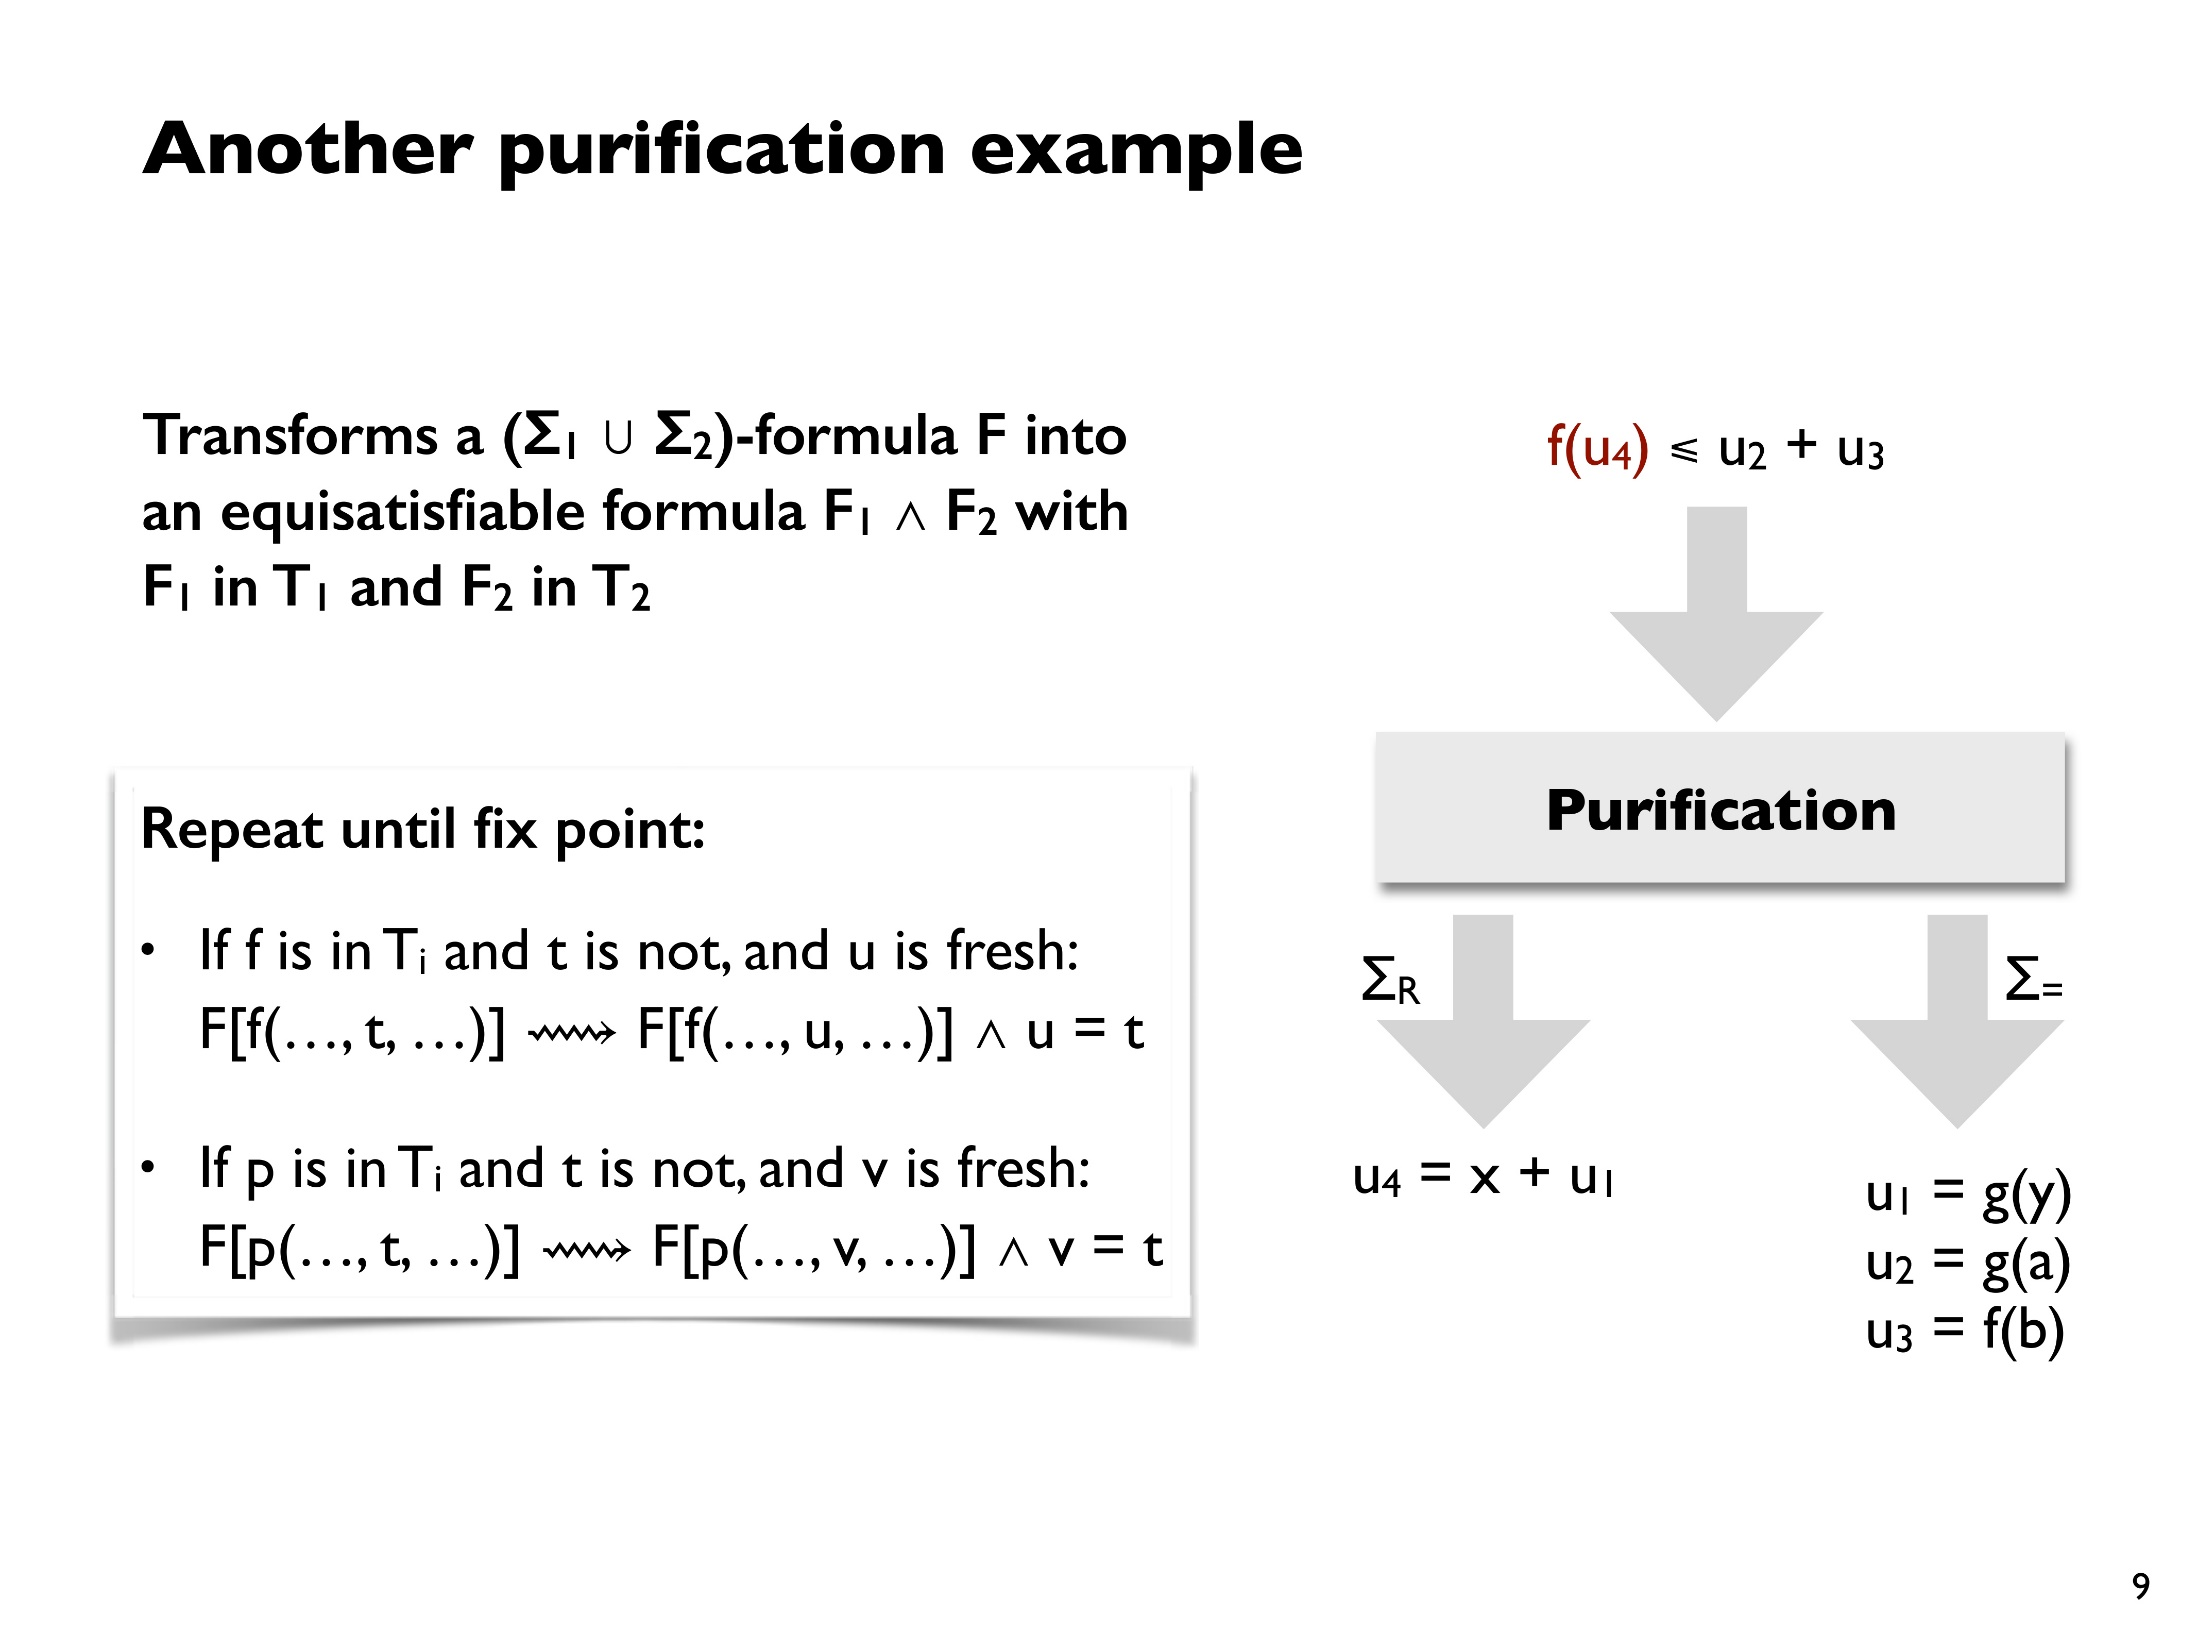 Another purification example
Transforms a (Σ₁ ∪ Σ₂)-formula F into
an equisatisfiable formula F₁ ∧ F₂ with
F₁ in T₁ and F₂ in T₂
Repeat until fix point:
• If f is in Tᵢ and t is not, and u is fresh:
F[f(…, t, …)] ⬳ F[f(…, u, …)] ∧ u = t
• If p is in Tᵢ and t is not, and v is fresh:
F[p(…, t, …)] ⬳ F[p(…, v, …)] ∧ v = t
f(u₄) ⩽ u₂ + u₃
Purification
Σ_R
Σ₌
u₄ = x + u₁
u₁ = g(y)
u₂ = g(a)
u₃ = f(b)
9